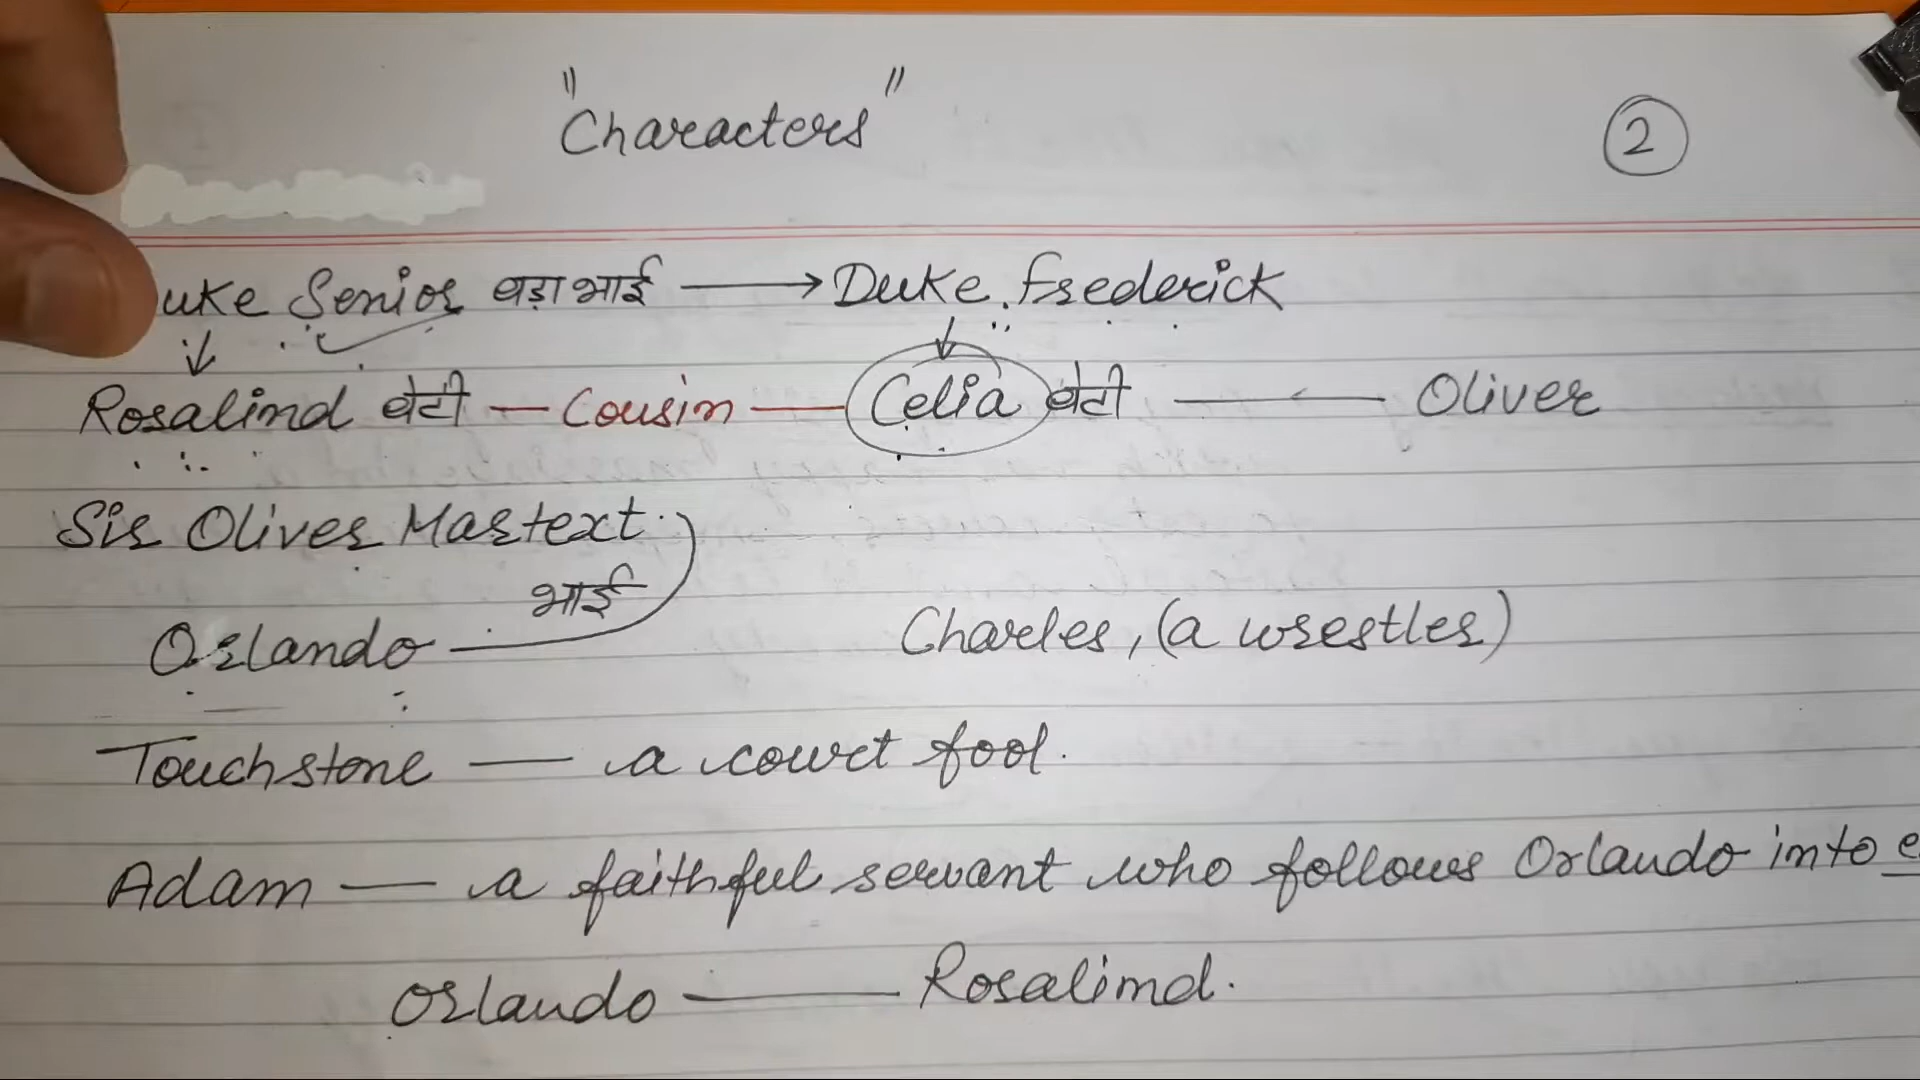 "Characters"
2
uke Senior बड़ा भाई → Duke Frederick
Rosalind बेटी — Cousin — Celia बेटी — Oliver
Sir Oliver Martext
भाई
Orlando — Charles, (a wrestler)
Touchstone — a court fool.
Adam — a faithful servant who follows Orlando into e
Orlando — Rosalind.